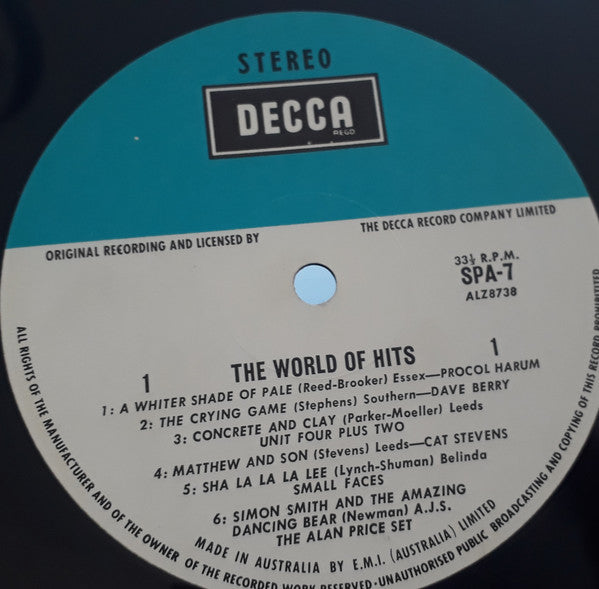 STEREO
DECCA
REGD
ORIGINAL RECORDING AND LICENSED BY
THE DECCA RECORD COMPANY LIMITED
33⅓ R.P.M.
SPA-7
ALZ8738
1
1
THE WORLD OF HITS
1: A WHITER SHADE OF PALE (Reed-Brooker) Essex—PROCOL HARUM
2: THE CRYING GAME (Stephens) Southern—DAVE BERRY
3: CONCRETE AND CLAY (Parker-Moeller) Leeds
UNIT FOUR PLUS TWO
4: MATTHEW AND SON (Stevens) Leeds—CAT STEVENS
5: SHA LA LA LA LEE (Lynch-Shuman) Belinda
SMALL FACES
6: SIMON SMITH AND THE AMAZING
DANCING BEAR (Newman) A.J.S.
THE ALAN PRICE SET
MADE IN AUSTRALIA BY E.M.I. (AUSTRALIA) LIMITED
ALL RIGHTS OF THE MANUFACTURER AND OF THE OWNER OF THE RECORDED WORK RESERVED·UNAUTHORISED PUBLIC BROADCASTING AND COPYING OF THIS RECORD PROHIBITED